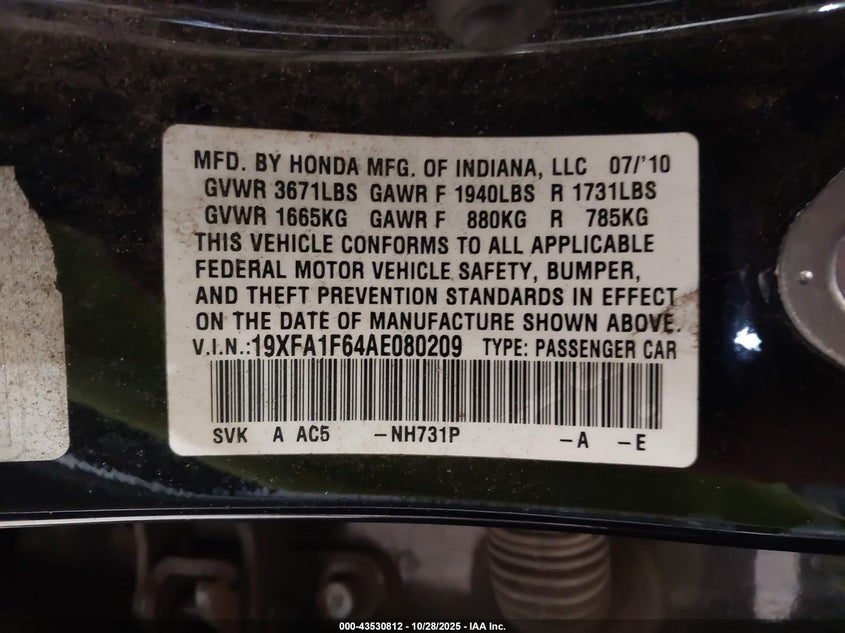 MFD. BY HONDA MFG. OF INDIANA, LLC 07/'10
GVWR 3671LBS GAWR F 1940LBS R 1731LBS
GVWR 1665KG GAWR F 880KG R 785KG
THIS VEHICLE CONFORMS TO ALL APPLICABLE
FEDERAL MOTOR VEHICLE SAFETY, BUMPER,
AND THEFT PREVENTION STANDARDS IN EFFECT
ON THE DATE OF MANUFACTURE SHOWN ABOVE.
V.I.N.:19XFA1F64AE080209 TYPE: PASSENGER CAR
SVK A AC5 -NH731P -A -E
000-43530812 - 10/28/2025 - IAA Inc.